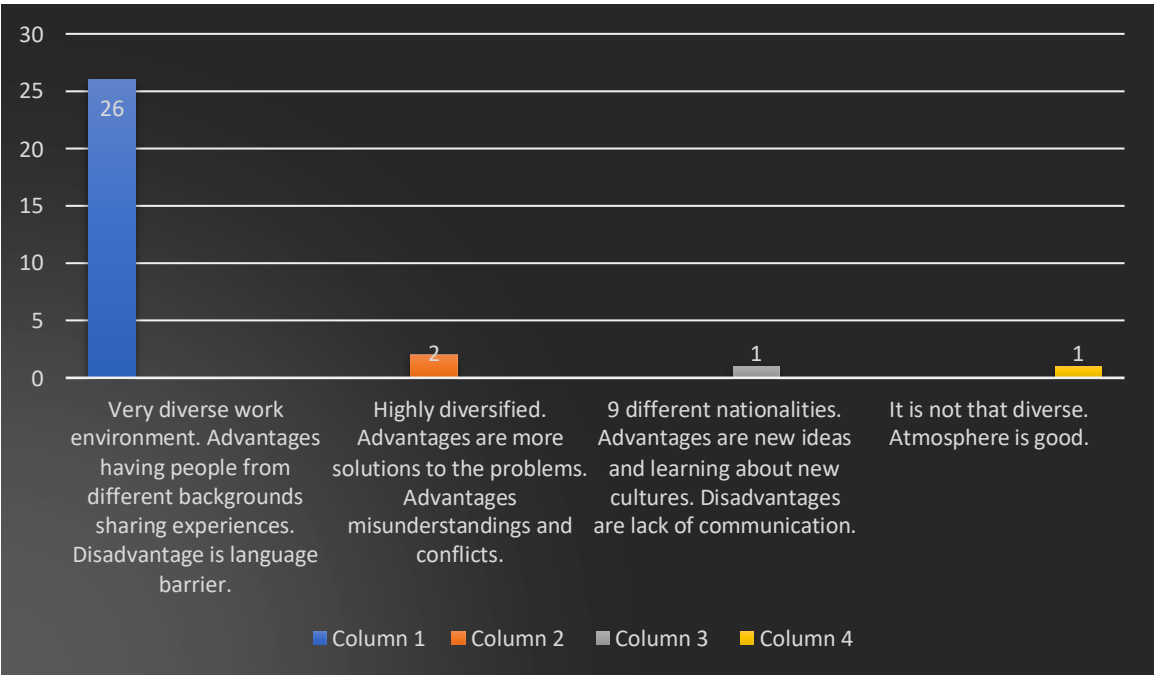 30
25
20
15
10
5
0
26
2
1
1
Very diverse work
environment. Advantages
having people from
different backgrounds
sharing experiences.
Disadvantage is language
barrier.
Highly diversified.
Advantages are more
solutions to the problems.
Advantages
misunderstandings and
conflicts.
9 different nationalities.
Advantages are new ideas
and learning about new
cultures. Disadvantages
are lack of communication.
It is not that diverse.
Atmosphere is good.
Column 1 Column 2 Column 3 Column 4